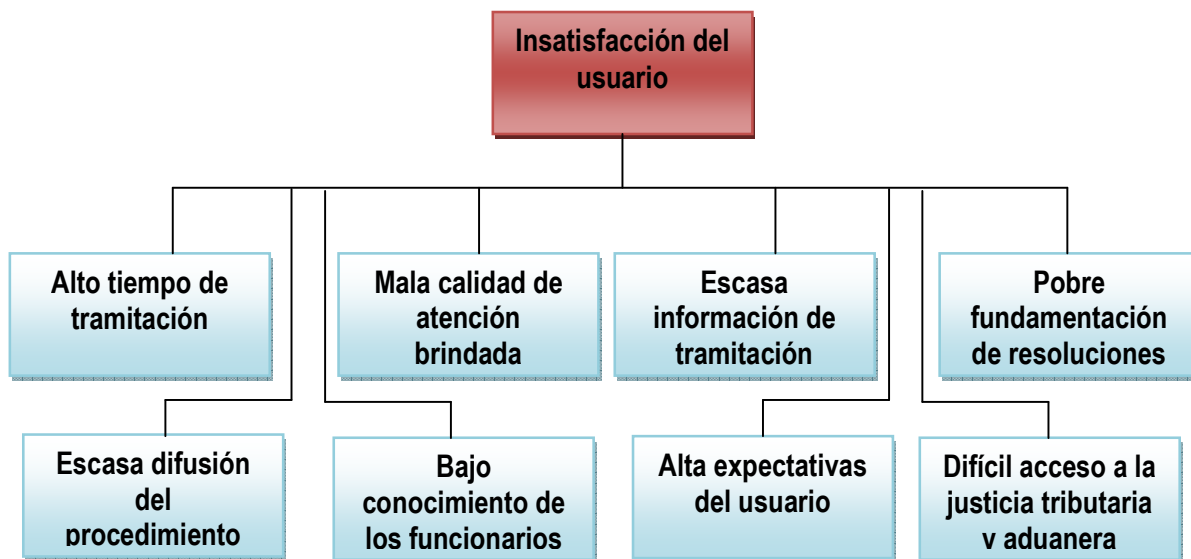 Insatisfacción del
usuario
Alto tiempo de
tramitación
Mala calidad de
atención
brindada
Escasa
información de
tramitación
Pobre
fundamentación
de resoluciones
Escasa difusión
del
procedimiento
Bajo
conocimiento de
los funcionarios
Alta expectativas
del usuario
Difícil acceso a la
justicia tributaria
y aduanera